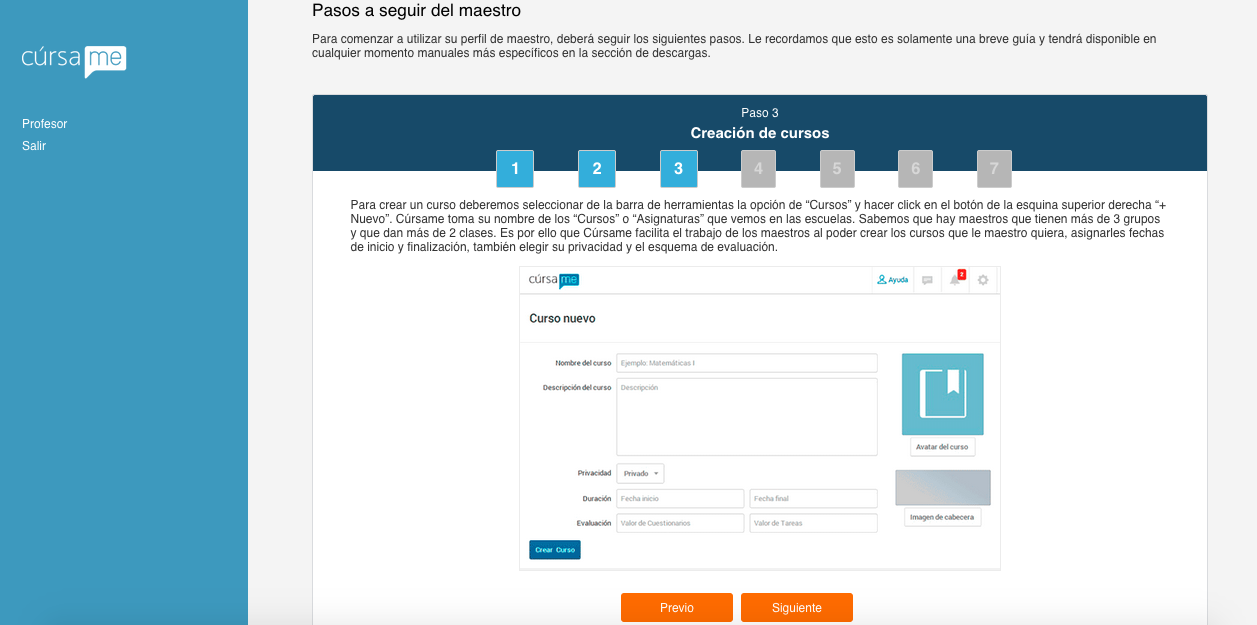 Pasos a seguir del maestro
Para comenzar a utilizar su perfil de maestro, deberá seguir los siguientes pasos. Le recordamos que esto es solamente una breve guía y tendrá disponible en
cualquier momento manuales más específicos en la sección de descargas.
cúrsame
Profesor
Salir
Paso 3
Creación de cursos
1 2 3 4 5 6 7
Para crear un curso deberemos seleccionar de la barra de herramientas la opción de “Cursos” y hacer click en el botón de la esquina superior derecha “+
Nuevo”. Cúrsame toma su nombre de los “Cursos” o “Asignaturas” que vemos en las escuelas. Sabemos que hay maestros que tienen más de 3 grupos
y que dan más de 2 clases. Es por ello que Cúrsame facilita el trabajo de los maestros al poder crear los cursos que le maestro quiera, asignarles fechas
de inicio y finalización, también elegir su privacidad y el esquema de evaluación.
cúrsame
Ayuda
2
Curso nuevo
Nombre del curso Ejemplo: Matemáticas I
Descripción del curso Descripción
Avatar del curso
Privacidad Privado
Duración Fecha inicio Fecha final
Imagen de cabecera
Evaluación Valor de Cuestionarios Valor de Tareas
Crear Curso
Previo Siguiente